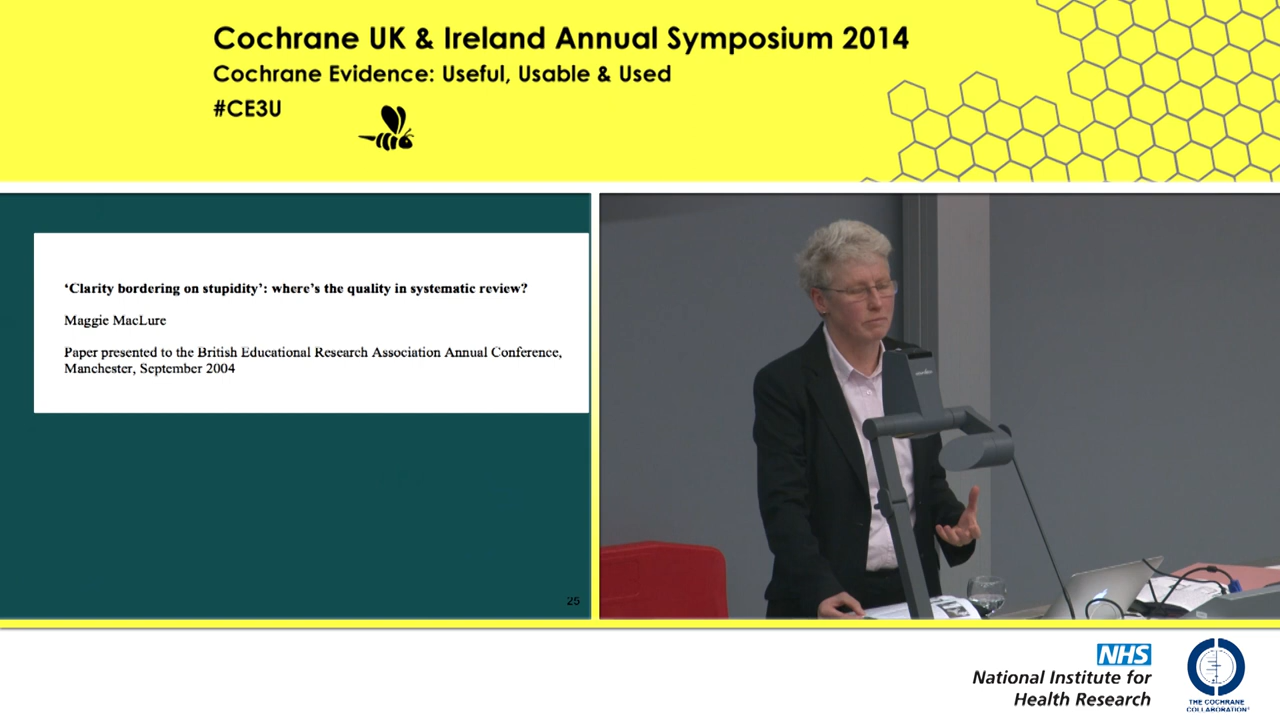 Cochrane UK & Ireland Annual Symposium 2014
Cochrane Evidence: Useful, Usable & Used
#CE3U
‘Clarity bordering on stupidity’: where’s the quality in systematic review?
Maggie MacLure
Paper presented to the British Educational Research Association Annual Conference,
Manchester, September 2004
25
NHS
National Institute for
Health Research
THE COCHRANE
COLLABORATION®